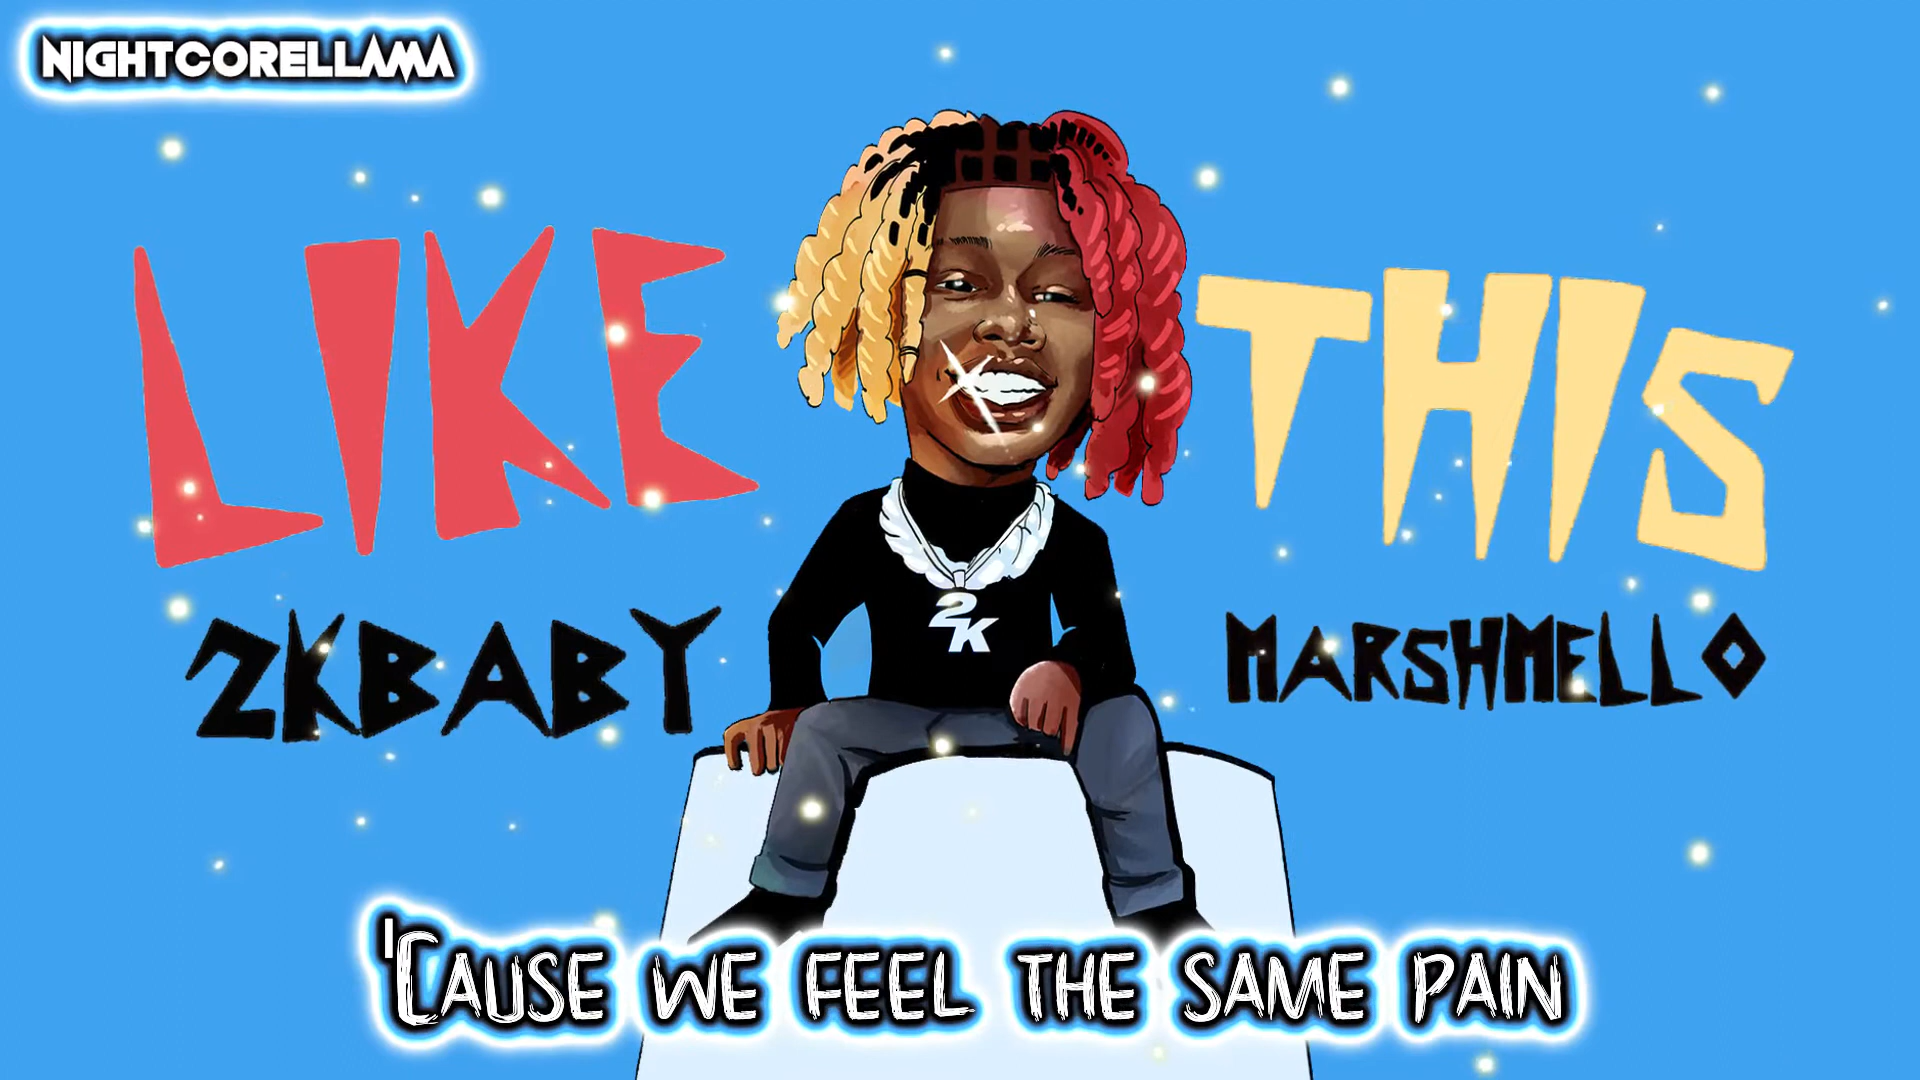 NIGHTCORELLAMA
LIKE THIS
2KBABY MARSHMELLO
2K
'CAUSE WE FEEL THE SAME PAIN